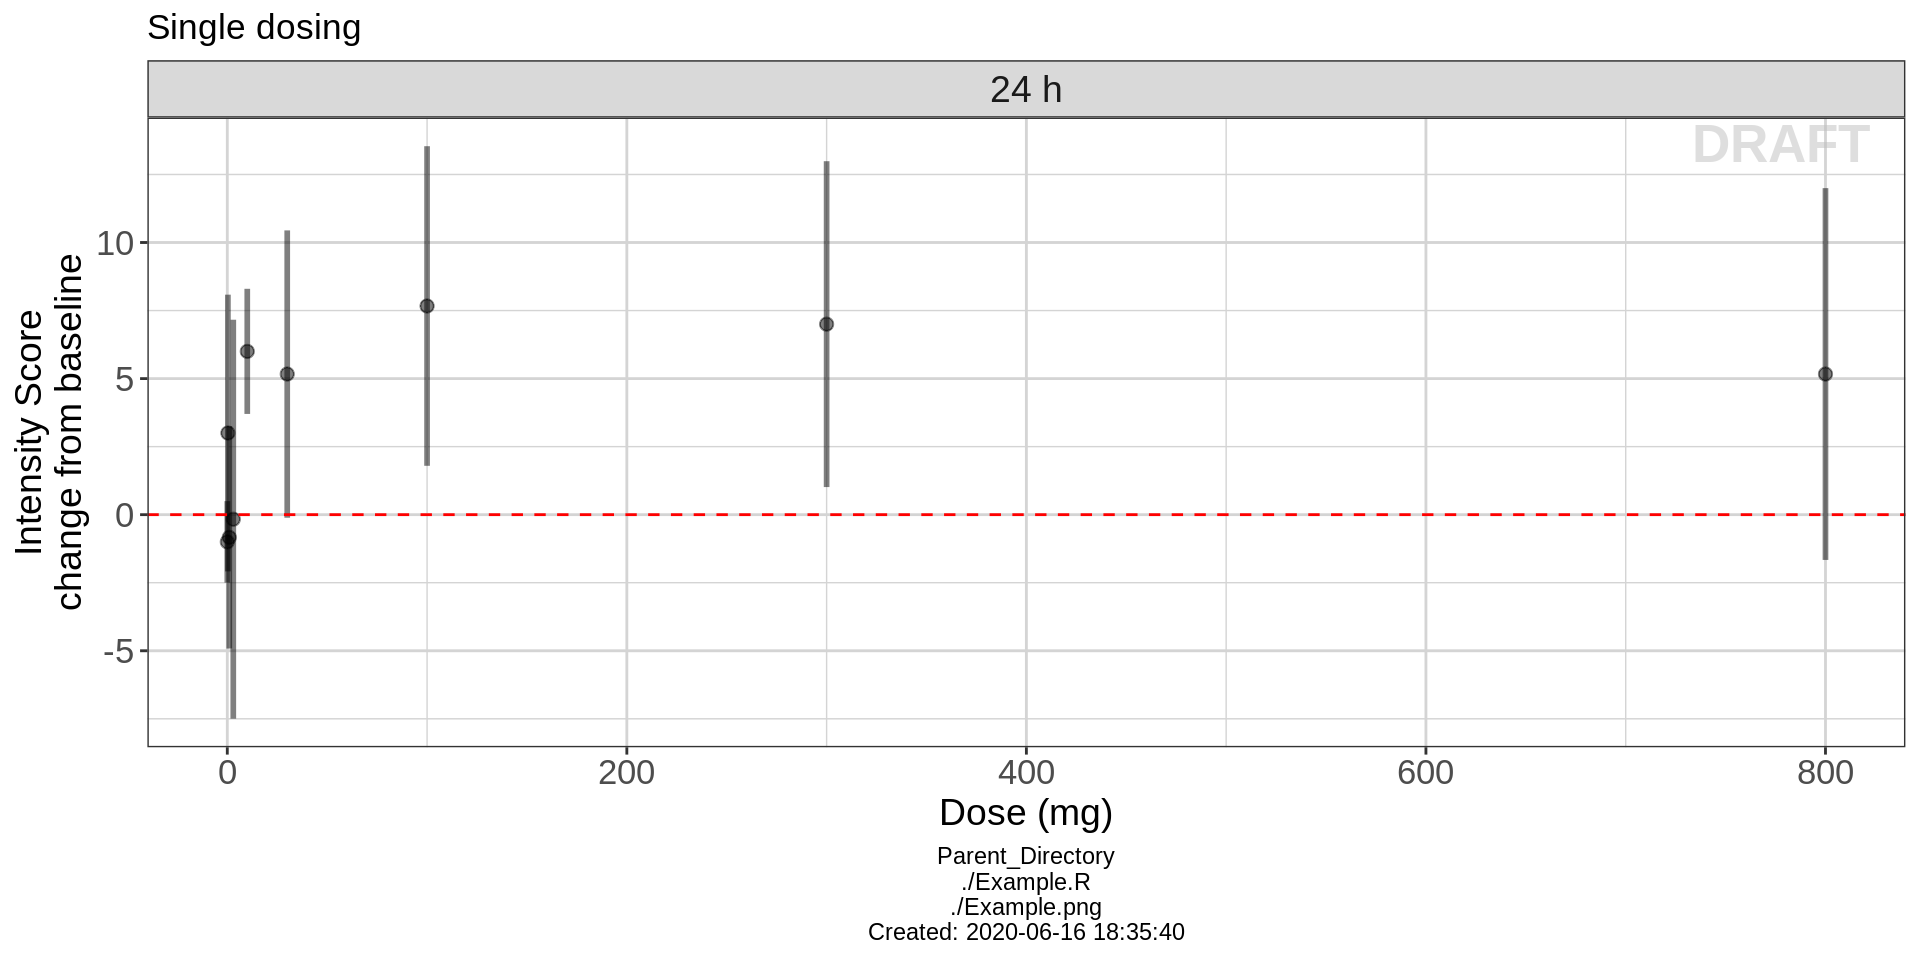 Single dosing
24 h
DRAFT
10
5
0
-5
Intensity Score
change from baseline
0
200
400
600
800
Dose (mg)
Parent_Directory
./Example.R
./Example.png
Created: 2020-06-16 18:35:40